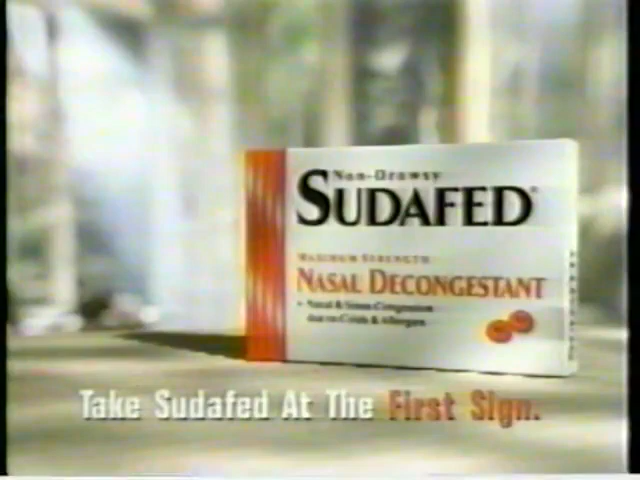 Non-Drowsy
SUDAFED®
MAXIMUM STRENGTH
NASAL DECONGESTANT
• Nasal & Sinus Congestion
due to Colds & Allergies
Take Sudafed At The First Sign.